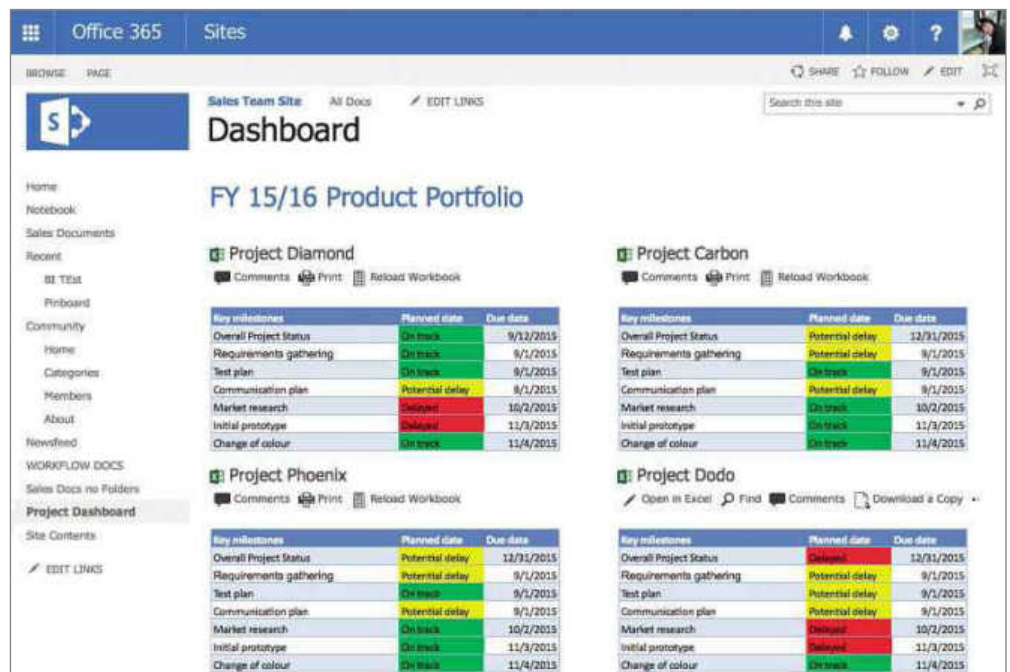 Office 365 Sites ?
BROWSE PAGE SHARE FOLLOW EDIT
S
Sales Team Site All Docs EDIT LINKS
Search this site
Dashboard
Home
Notebook
Sales Documents
Recent
BI TEst
Pinboard
Community
Home
Categories
Members
About
Newsfeed
WORKFLOW DOCS
Sales Docs no Folders
Project Dashboard
Site Contents
EDIT LINKS
FY 15/16 Product Portfolio
Project Diamond
Comments Print Reload Workbook
Key milestones Planned date Due date
Overall Project Status On track 9/12/2015
Requirements gathering On track 9/1/2015
Test plan On track 9/1/2015
Communication plan Potential delay 9/1/2015
Market research Delayed 10/2/2015
Initial prototype Delayed 11/3/2015
Change of colour On track 11/4/2015
Project Carbon
Comments Print Reload Workbook
Key milestones Planned date Due date
Overall Project Status Potential delay 12/31/2015
Requirements gathering Potential delay 9/1/2015
Test plan On track 9/1/2015
Communication plan Potential delay 9/1/2015
Market research On track 10/2/2015
Initial prototype On track 11/3/2015
Change of colour On track 11/4/2015
Project Phoenix
Comments Print Reload Workbook
Key milestones Planned date Due date
Overall Project Status Potential delay 12/31/2015
Requirements gathering Potential delay 9/1/2015
Test plan On track 9/1/2015
Communication plan Potential delay 9/1/2015
Market research On track 10/2/2015
Initial prototype On track 11/3/2015
Change of colour On track 11/4/2015
Project Dodo
Open in Excel Find Comments Download a Copy ..
Key milestones Planned date Due date
Overall Project Status Delayed 12/31/2015
Requirements gathering Potential delay 9/1/2015
Test plan Potential delay 9/1/2015
Communication plan Potential delay 9/1/2015
Market research Delayed 10/2/2015
Initial prototype Delayed 11/3/2015
Change of colour On track 11/4/2015